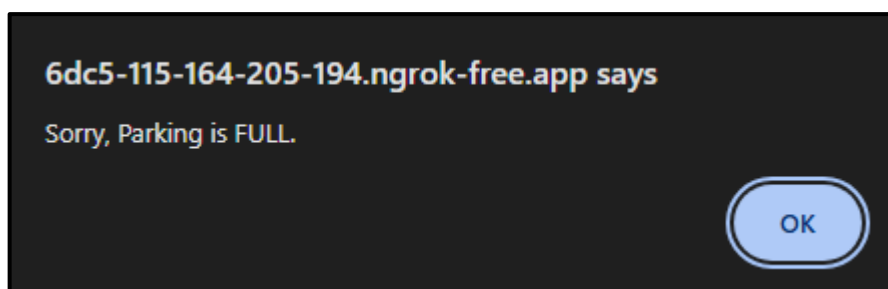 6dc5-115-164-205-194.ngrok-free.app says
Sorry, Parking is FULL.
OK